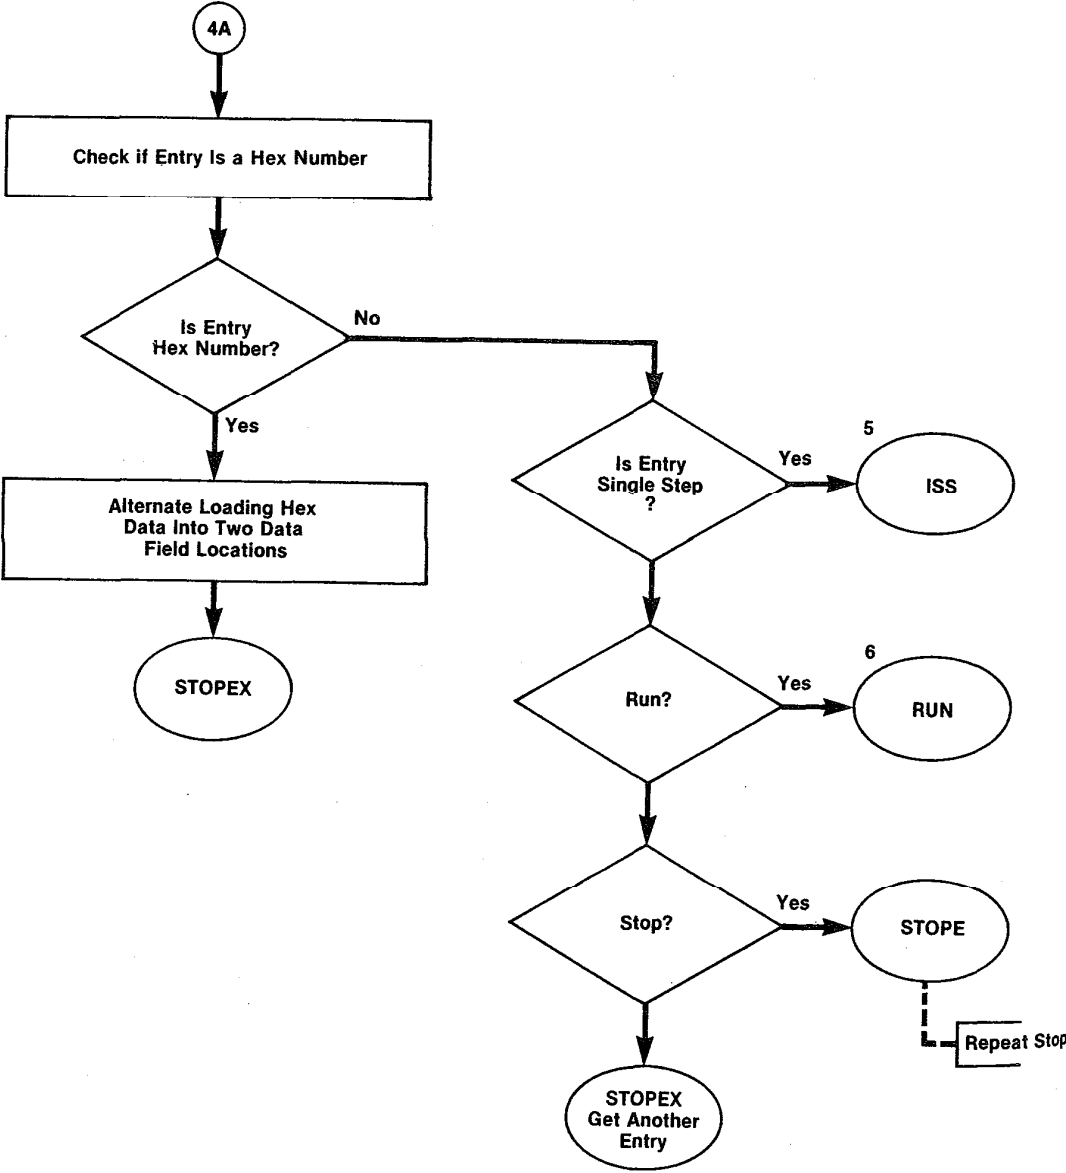 4A
Check if Entry Is a Hex Number
Is Entry
Hex Number?
No
Yes
Alternate Loading Hex
Data Into Two Data
Field Locations
STOPEX
Is Entry
Single Step
?
Yes
5
ISS
Run?
Yes
6
RUN
Stop?
Yes
STOPE
Repeat Stop
STOPEX
Get Another
Entry